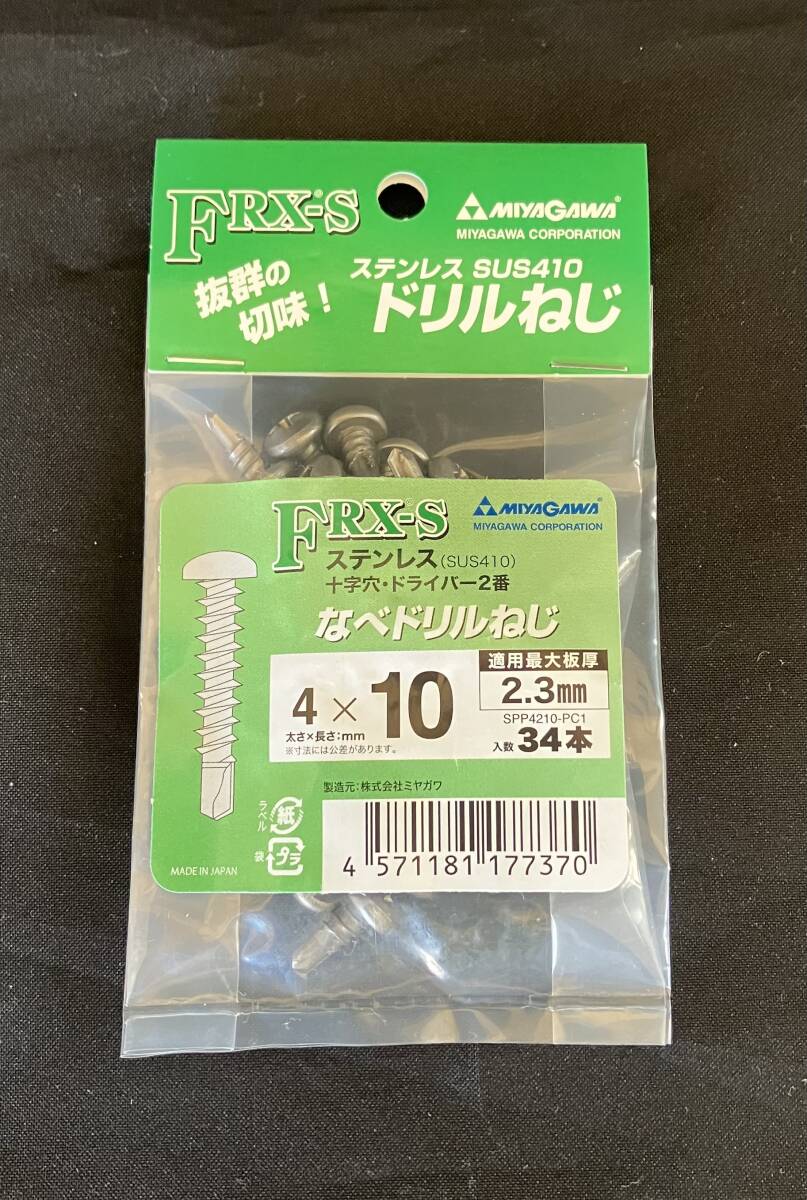 FRX-S
MIYAGAWA®
MIYAGAWA CORPORATION
抜群の
切味！
ステンレス SUS410
ドリルねじ
FRX-S
MIYAGAWA®
MIYAGAWA CORPORATION
ステンレス(SUS410)
十字穴・ドライバー2番
なべドリルねじ
4×10
太さ×長さ:mm
※寸法には公差があります。
適用最大板厚
2.3mm
SPP4210-PC1
入数 34本
製造元:株式会社ミヤガワ
ラベル 紙
袋 プラ
MADE IN JAPAN
4 571181 177370